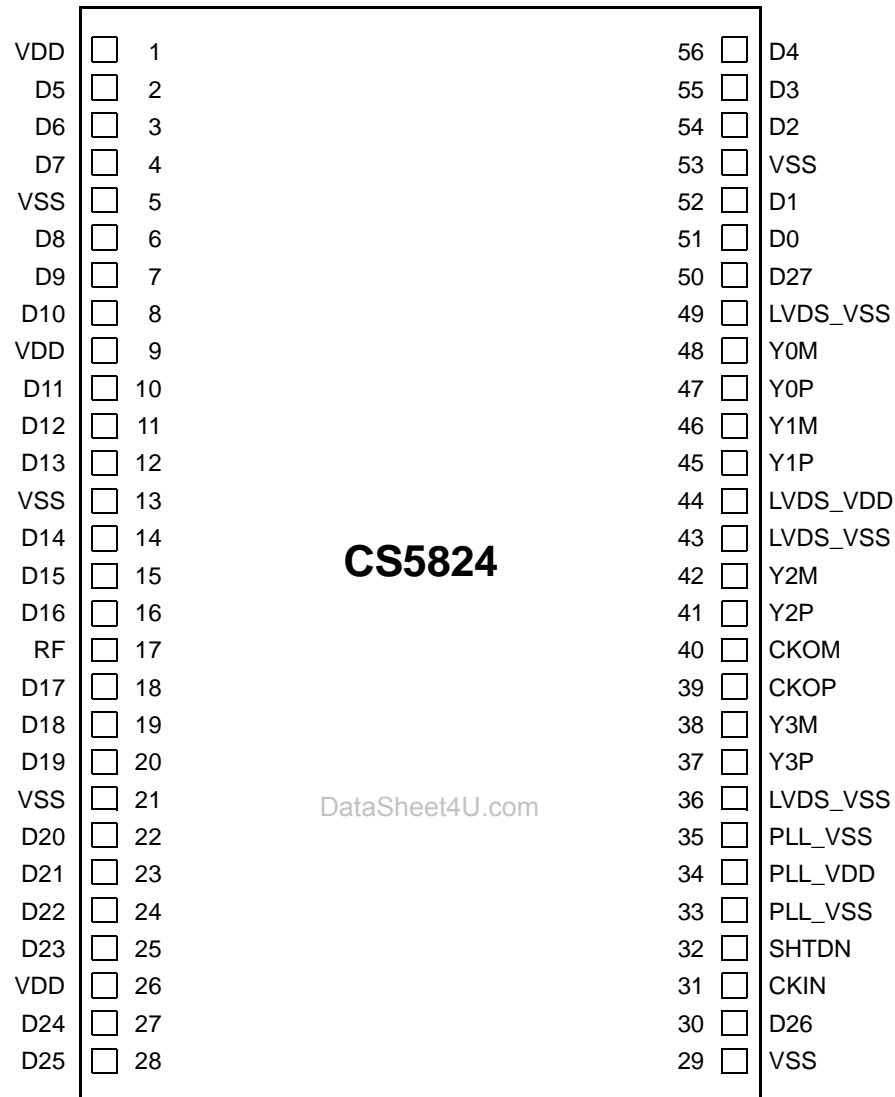 VDD 1 56 D4
D5 2 55 D3
D6 3 54 D2
D7 4 53 VSS
VSS 5 52 D1
D8 6 51 D0
D9 7 50 D27
D10 8 49 LVDS_VSS
VDD 9 48 Y0M
D11 10 47 Y0P
D12 11 46 Y1M
D13 12 45 Y1P
VSS 13 44 LVDS_VDD
D14 14 43 LVDS_VSS
CS5824
D15 15 42 Y2M
D16 16 41 Y2P
RF 17 40 CKOM
D17 18 39 CKOP
D18 19 38 Y3M
D19 20 37 Y3P
VSS 21 36 LVDS_VSS
DataSheet4U.com
D20 22 35 PLL_VSS
D21 23 34 PLL_VDD
D22 24 33 PLL_VSS
D23 25 32 SHTDN
VDD 26 31 CKIN
D24 27 30 D26
D25 28 29 VSS